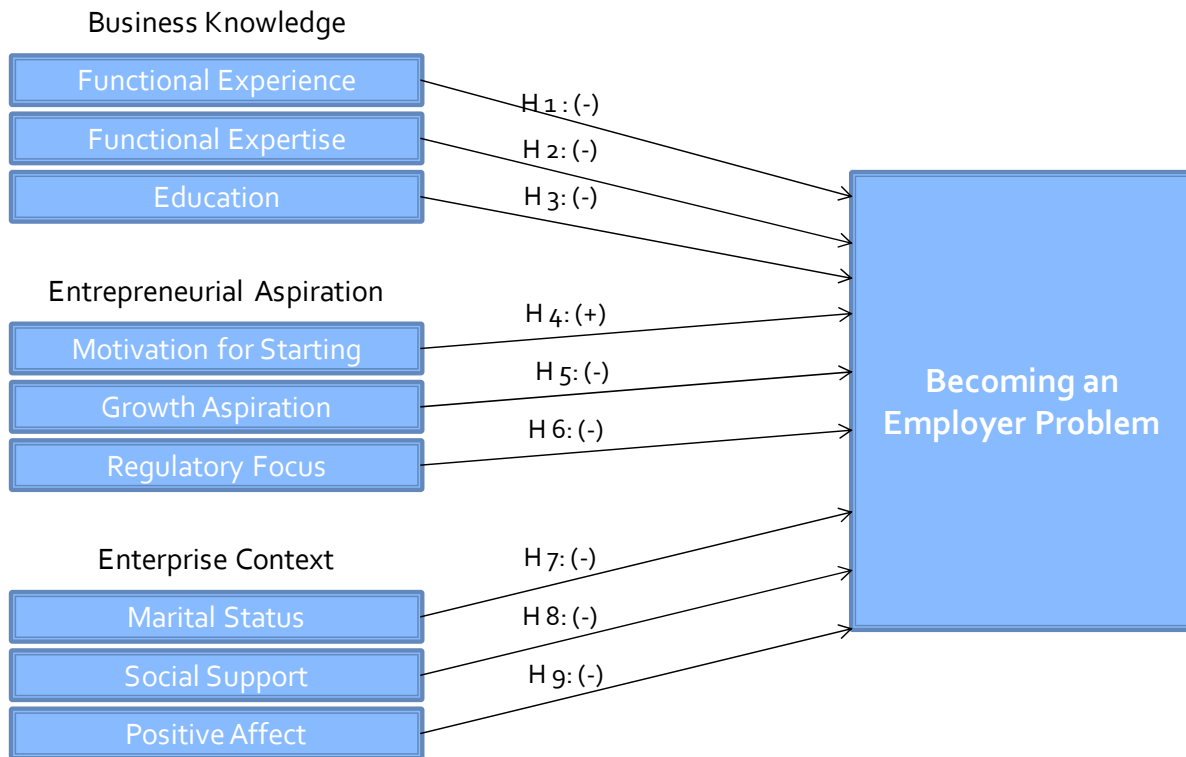 Business Knowledge
Functional Experience
H 1 : (-)
Functional Expertise
H 2: (-)
Education
H 3: (-)
Entrepreneurial Aspiration
Motivation for Starting
H 4: (+)
Growth Aspiration
H 5: (-)
Regulatory Focus
H 6: (-)
Becoming an
Employer Problem
Enterprise Context
Marital Status
H 7: (-)
Social Support
H 8: (-)
Positive Affect
H 9: (-)